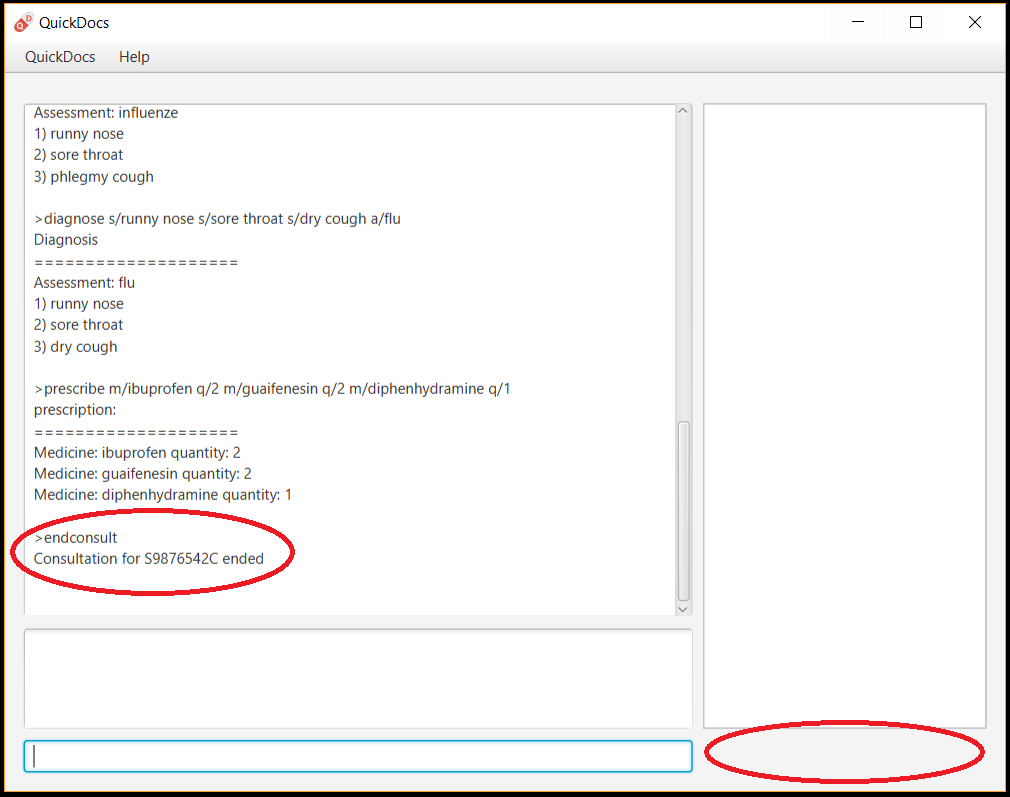 QuickDocs
QuickDocs Help
Assessment: influenze
1) runny nose
2) sore throat
3) phlegmy cough
>diagnose s/runny nose s/sore throat s/dry cough a/flu
Diagnosis
====================
Assessment: flu
1) runny nose
2) sore throat
3) dry cough
>prescribe m/ibuprofen q/2 m/guaifenesin q/2 m/diphenhydramine q/1
prescription:
====================
Medicine: ibuprofen quantity: 2
Medicine: guaifenesin quantity: 2
Medicine: diphenhydramine quantity: 1
>endconsult
Consultation for S9876542C ended